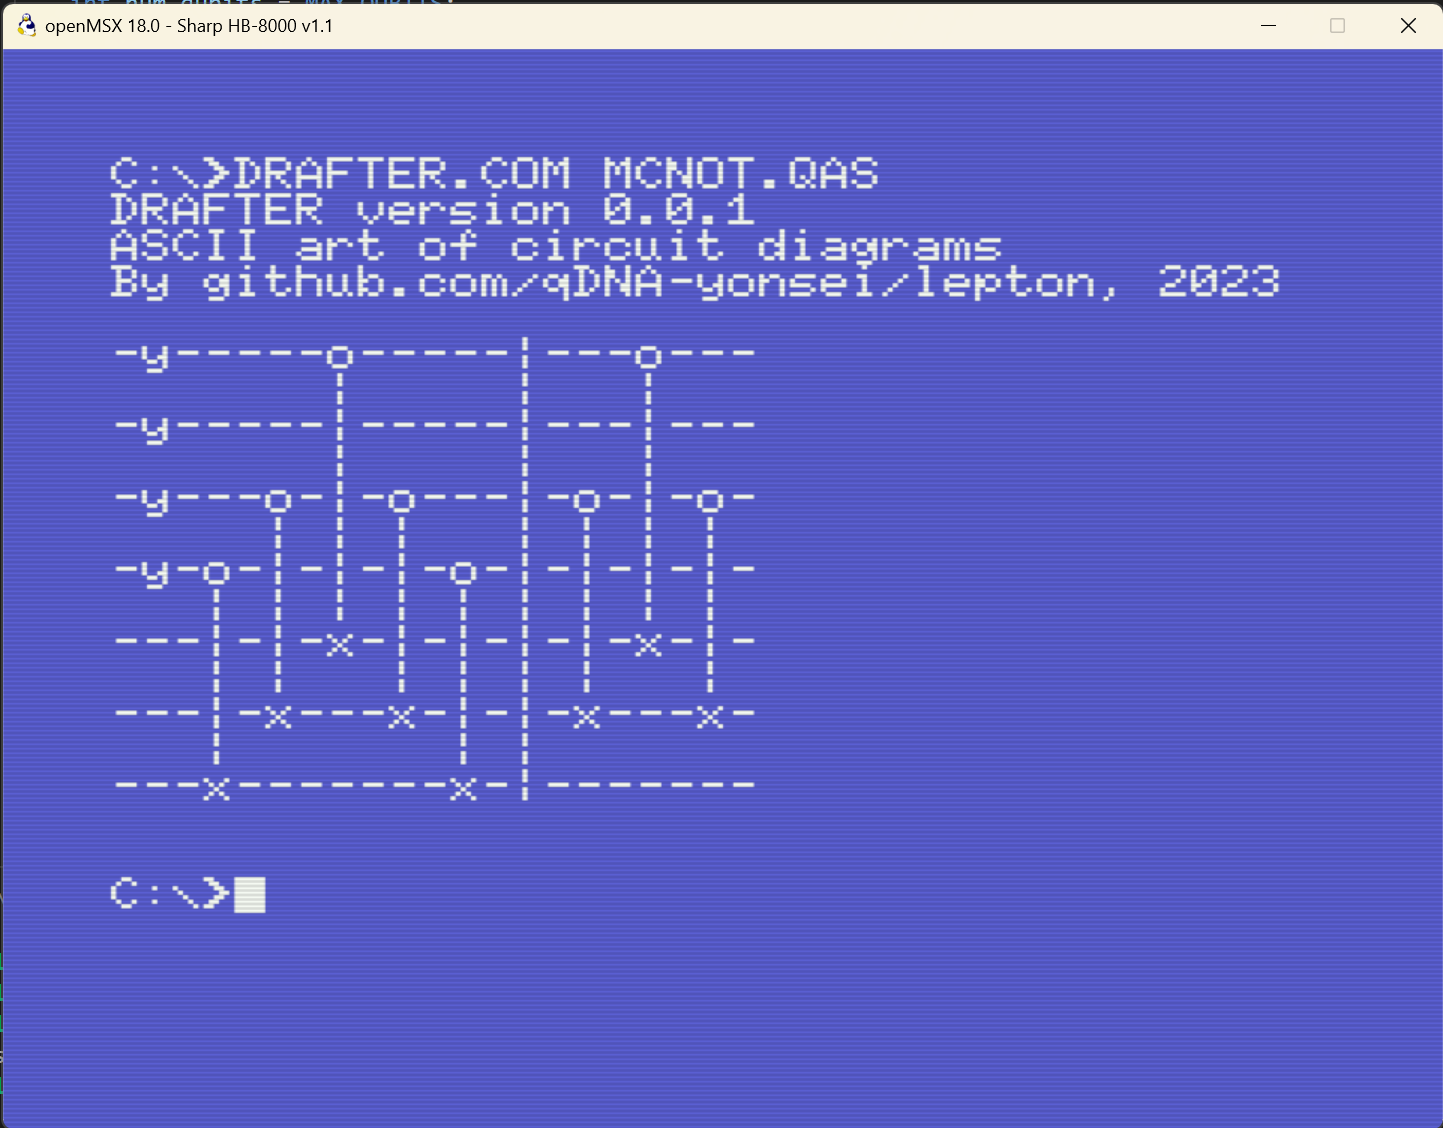 openMSX 18.0 - Sharp HB-8000 v1.1
C:\>DRAFTER.COM MCNOT.QAS
DRAFTER version 0.0.1
ASCII art of circuit diagrams
By github.com/qDNA-yonsei/lepton, 2023
-y-----o-----|---o---
       |     |   |
-y-----|-----|---|---
       |     |   |
-y---o-|-o---|-o-|-o-
     | | |   | | | |
-y-o-|-|-|-o-|-|-|-|-
   | | | | | | | | |
---|-|-x-|-|-|-|-x-|-
   | |   | | | |   |
---|-x---x-|-|-x---x-
   |       | |
---x-------x-|-------
C:\>